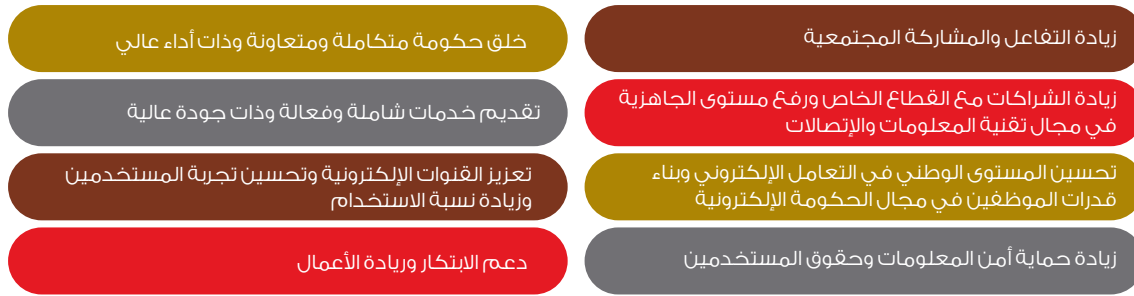 زيادة التفاعل والمشاركة المجتمعية
زيادة الشراكات مع القطاع الخاص ورفع مستوى الجاهزية
في مجال تقنية المعلومات والإتصالات
تحسين المستوى الوطني في التعامل الإلكتروني وبناء
قدرات الموظفين في مجال الحكومة الإلكترونية
زيادة حماية أمن المعلومات وحقوق المستخدمين
خلق حكومة متكاملة ومتعاونة وذات أداء عالي
تقديم خدمات شاملة وفعالة وذات جودة عالية
تعزيز القنوات الإلكترونية وتحسين تجربة المستخدمين
وزيادة نسبة الاستخدام
دعم الابتكار وريادة الأعمال